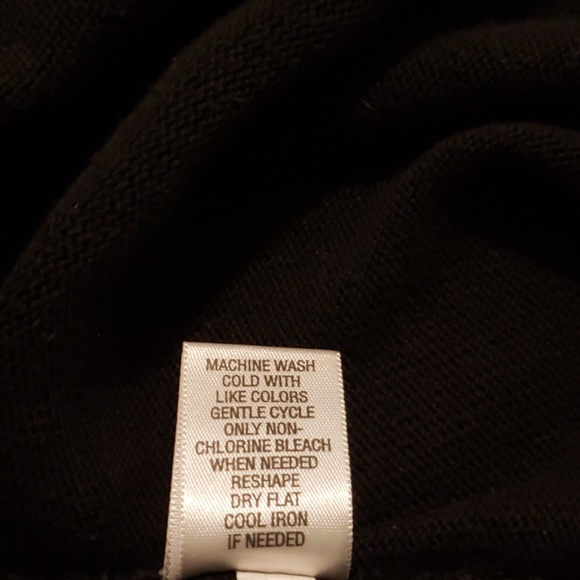 MACHINE WASH
COLD WITH
LIKE COLORS
GENTLE CYCLE
ONLY NON-
CHLORINE BLEACH
WHEN NEEDED
RESHAPE
DRY FLAT
COOL IRON
IF NEEDED